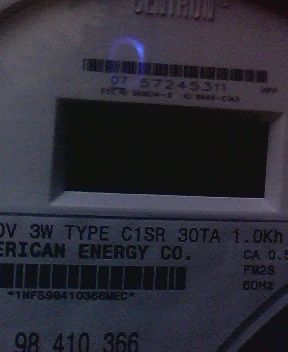 CENTRON
07 57245311
0V 3W TYPE C1SR 30TA 1.0Kh
ERICAN ENERGY CO. CA 0.5
FM2S
60Hz
*1NFS98410366MEC*
98 410 366